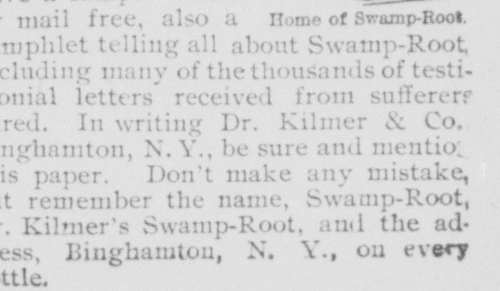 mail free, also a Home of Swamp-Root.
mphlet telling all about Swamp-Root,
cluding many of the thousands of testi-
onial letters received from sufferers
red. In writing Dr. Kilmer & Co.
nghamton, N. Y., be sure and mentio
is paper. Don't make any mistake,
t remember the name, Swamp-Root,
r. Kilmer's Swamp-Root, and the ad-
ess, Binghamton, N. Y., on every
ttle.